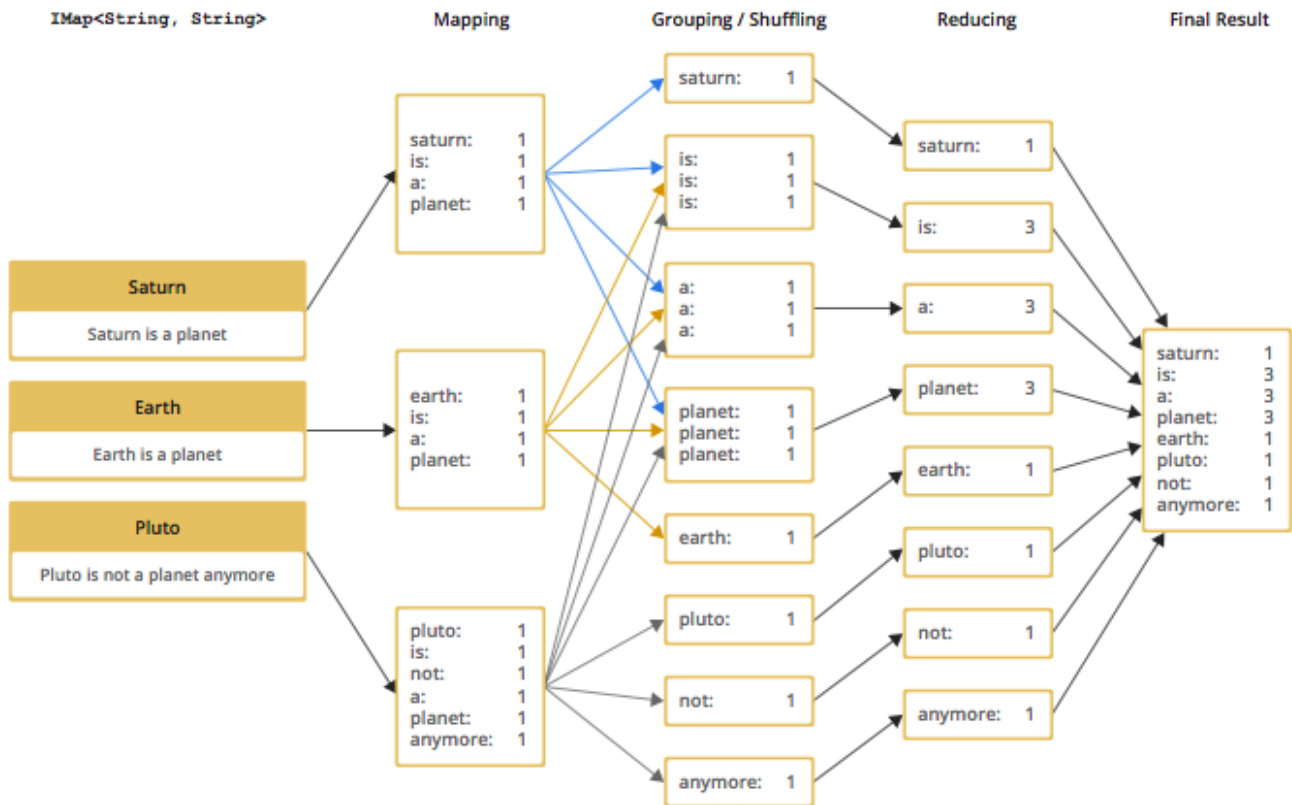 IMap<String, String>
Mapping
Grouping / Shuffling
Reducing
Final Result
Saturn
Saturn is a planet
Earth
Earth is a planet
Pluto
Pluto is not a planet anymore
saturn: 1
is: 1
a: 1
planet: 1
earth: 1
is: 1
a: 1
planet: 1
pluto: 1
is: 1
not: 1
a: 1
planet: 1
anymore: 1
saturn: 1
is: 1
is: 1
is: 1
a: 1
a: 1
a: 1
planet: 1
planet: 1
planet: 1
earth: 1
pluto: 1
not: 1
anymore: 1
saturn: 1
is: 3
a: 3
planet: 3
earth: 1
pluto: 1
not: 1
anymore: 1
saturn: 1
is: 3
a: 3
planet: 3
earth: 1
pluto: 1
not: 1
anymore: 1